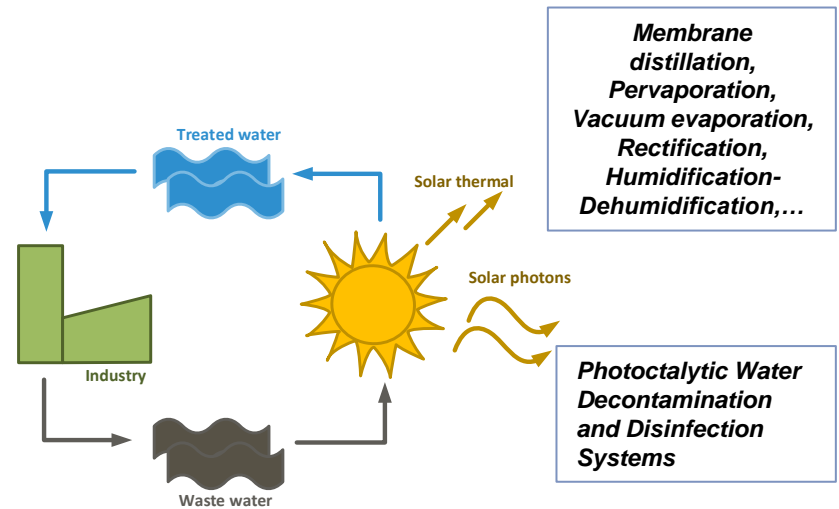 Membrane
distillation,
Pervaporation,
Vacuum evaporation,
Rectification,
Humidification-
Dehumidification,…
Treated water
Solar thermal
Solar photons
Industry
Photoctalytic Water
Decontamination
and Disinfection
Systems
Waste water